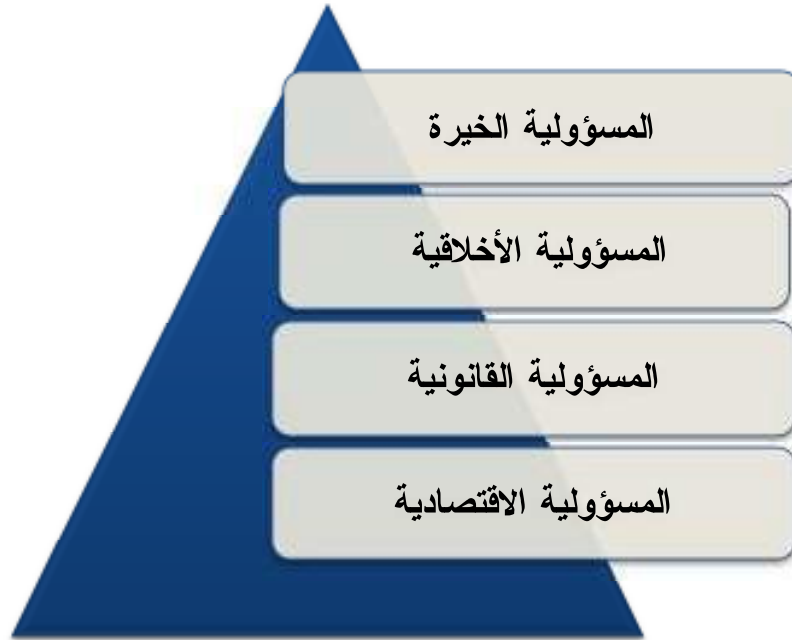 المسؤولية الخيرة
المسؤولية الأخلاقية
المسؤولية القانونية
المسؤولية الاقتصادية